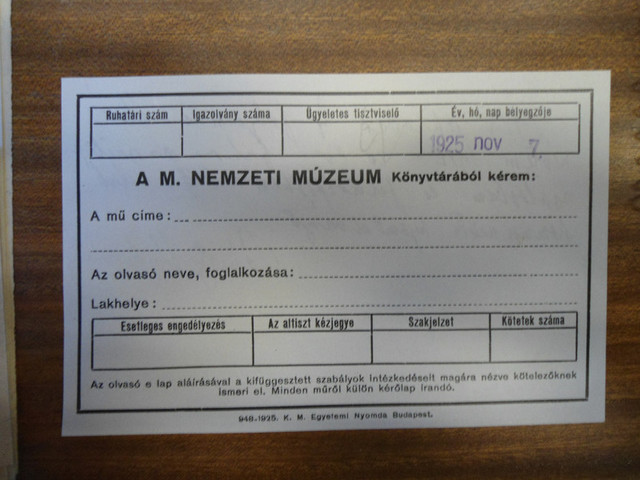 Ruhatári szám Igazolvány száma Ügyeletes tisztviselő Év, hó, nap bélyegzője
1925 NOV 7.
A M. NEMZETI MÚZEUM Könyvtárából kérem:
A mű címe:
Az olvasó neve, foglalkozása:
Lakhelye:
Esetleges engedélyezés Az altiszt kézjegye Szakjelzet Kötetek száma
Az olvasó e lap aláírásával a kifüggesztett szabályok intézkedéseit magára nézve kötelezőknek
ismeri el. Minden műről külön kérőlap irandó.
948-1925. K. M. Egyetemi Nyomda Budapest.